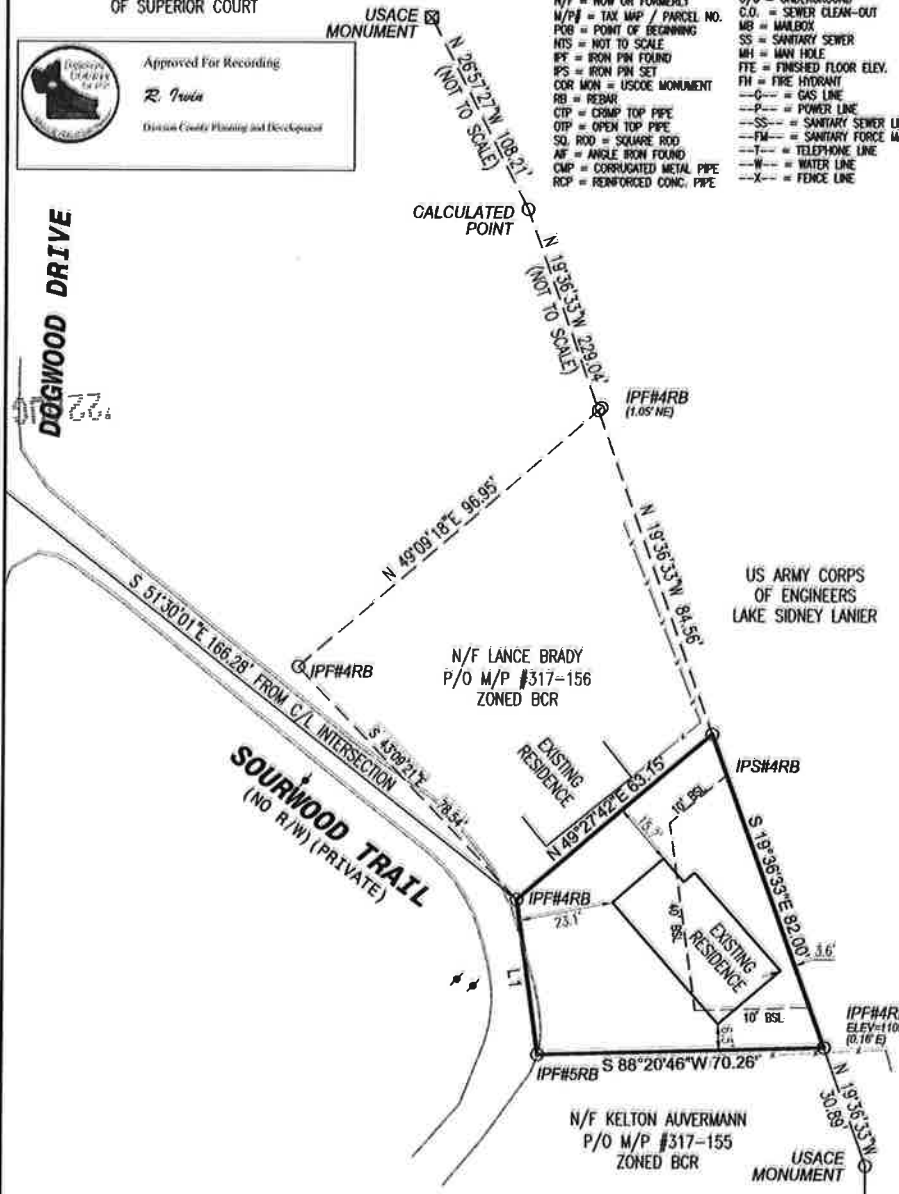 OF SUPERIOR COURT
Approved For Recording
R. Irwin
Dawson County Planning and Development
N/F = NOW OR FORMERLY
M/P# = TAX MAP / PARCEL NO.
POB = POINT OF BEGINNING
NTS = NOT TO SCALE
IPF = IRON PIN FOUND
IPS = IRON PIN SET
COR MON = USCOE MONUMENT
RB = REBAR
CTP = CRIMP TOP PIPE
OTP = OPEN TOP PIPE
SQ. ROD = SQUARE ROD
AIF = ANGLE IRON FOUND
CMP = CORRUGATED METAL PIPE
RCP = REINFORCED CONC. PIPE
C.O. = SEWER CLEAN-OUT
MB = MAILBOX
SS = SANITARY SEWER
MH = MAN HOLE
FFE = FINISHED FLOOR ELEV.
FH = FIRE HYDRANT
--G-- = GAS LINE
--P-- = POWER LINE
--SS-- = SANITARY SEWER
--FM-- = SANITARY FORCE
--T-- = TELEPHONE LINE
--W-- = WATER LINE
--X-- = FENCE LINE
USACE
MONUMENT
N 26°57'27"W 108.21'
(NOT TO SCALE)
CALCULATED
POINT
N 19°36'33"W 229.04'
(NOT TO SCALE)
DOGWOOD DRIVE
IPF#4RB
(1.05' NE)
N 49°09'18"E 96.95'
N 19°36'33"W 84.56'
US ARMY CORPS
OF ENGINEERS
LAKE SIDNEY LANIER
S 51°30'01"E 166.28' FROM C/L INTERSECTION
IPF#4RB
N/F LANCE BRADY
P/O M/P #317-156
ZONED BCR
S 43°09'21"E 78.54'
SOURWOOD TRAIL
(NO R/W) (PRIVATE)
EXISTING
RESIDENCE
N 49°27'42"E 63.15'
IPS#4RB
10' BSL
15.7'
S 19°36'33"E 82.00'
IPF#4RB
23.1'
40' BSL
EXISTING
RESIDENCE
3.6'
L1
10' BSL
6.5'
IPF#4R
ELEV=110
(0.16' E)
IPF#5RB
S 88°20'46"W 70.26'
N 19°36'33"W
30.89'
N/F KELTON AUVERMANN
P/O M/P #317-155
ZONED BCR
USACE
MONUMENT